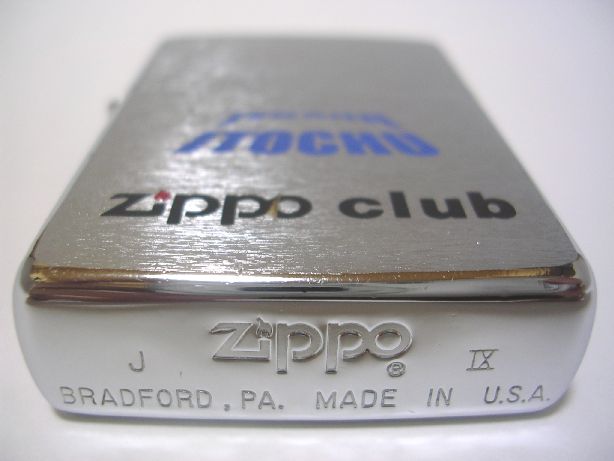 ITOCHU
Zippo club
J Zippo® IX
BRADFORD, PA. MADE IN U.S.A.